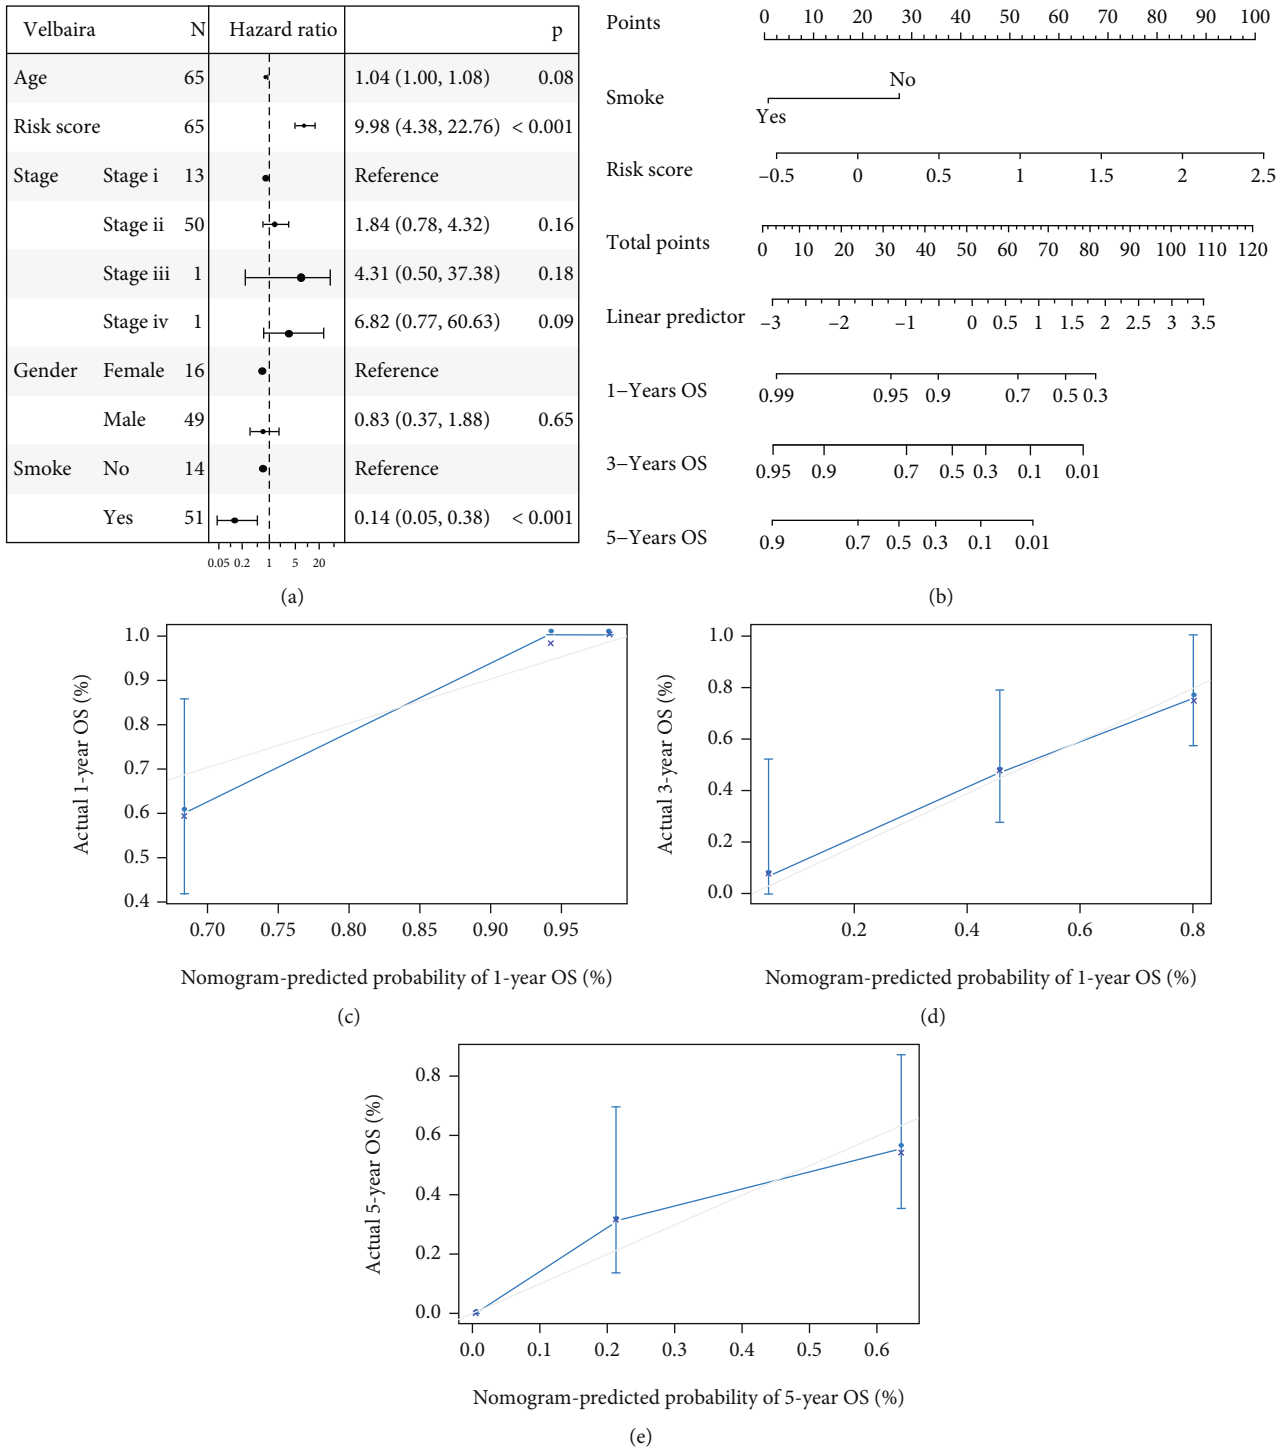 Velbaira N Hazard ratio p
Age 65 1.04 (1.00, 1.08) 0.08
Risk score 65 9.98 (4.38, 22.76) < 0.001
Stage Stage i 13 Reference
Stage ii 50 1.84 (0.78, 4.32) 0.16
Stage iii 1 4.31 (0.50, 37.38) 0.18
Stage iv 1 6.82 (0.77, 60.63) 0.09
Gender Female 16 Reference
Male 49 0.83 (0.37, 1.88) 0.65
Smoke No 14 Reference
Yes 51 0.14 (0.05, 0.38) < 0.001
0.05 0.2 1 5 20
(a)
Points 0 10 20 30 40 50 60 70 80 90 100
No
Smoke
Yes
Risk score
−0.5 0 0.5 1 1.5 2 2.5
Total points
0 10 20 30 40 50 60 70 80 90 100 110 120
Linear predictor
−3 −2 −1 0 0.5 1 1.5 2 2.5 3 3.5
1−Years OS
0.99 0.95 0.9 0.7 0.5 0.3
3−Years OS
0.95 0.9 0.7 0.5 0.3 0.1 0.01
5−Years OS
0.9 0.7 0.5 0.3 0.1 0.01
(b)
Actual 1-year OS (%)
1.0
0.9
0.8
0.7
0.6
0.5
0.4
0.70 0.75 0.80 0.85 0.90 0.95
Nomogram-predicted probability of 1-year OS (%)
(c)
Actual 3-year OS (%)
1.0
0.8
0.6
0.4
0.2
0.0
0.2 0.4 0.6 0.8
Nomogram-predicted probability of 1-year OS (%)
(d)
Actual 5-year OS (%)
0.8
0.6
0.4
0.2
0.0
0.0 0.1 0.2 0.3 0.4 0.5 0.6
Nomogram-predicted probability of 5-year OS (%)
(e)